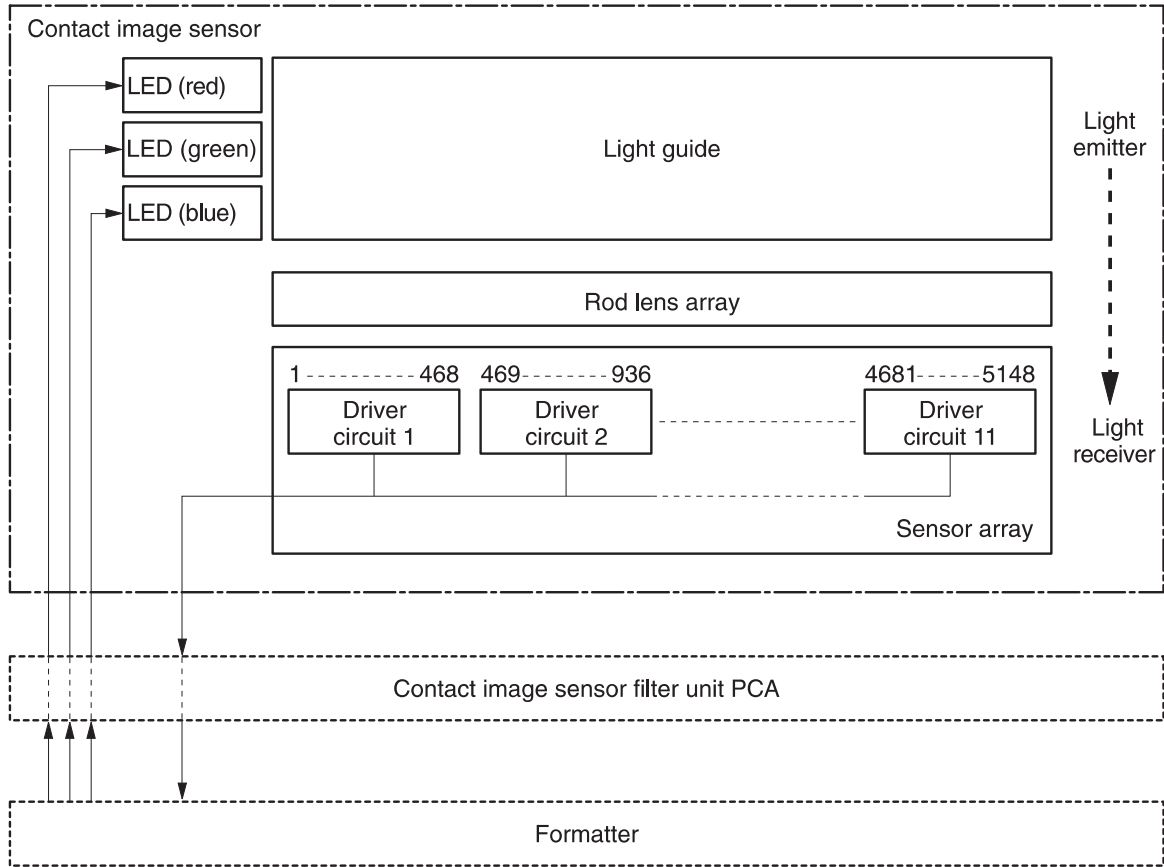 Contact image sensor
LED (red)
LED (green)
LED (blue)
Light guide
Light
emitter
Rod lens array
1 468 469 936 4681 5148
Driver
circuit 1
Driver
circuit 2
Driver
circuit 11
Light
receiver
Sensor array
Contact image sensor filter unit PCA
Formatter